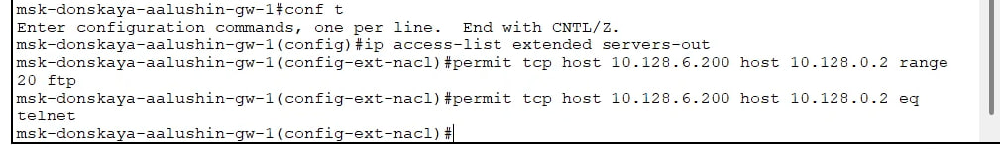 msk-donskaya-aalushin-gw-1#conf t
Enter configuration commands, one per line.  End with CNTL/Z.
msk-donskaya-aalushin-gw-1(config)#ip access-list extended servers-out
msk-donskaya-aalushin-gw-1(config-ext-nacl)#permit tcp host 10.128.6.200 host 10.128.0.2 range
20 ftp
msk-donskaya-aalushin-gw-1(config-ext-nacl)#permit tcp host 10.128.6.200 host 10.128.0.2 eq
telnet
msk-donskaya-aalushin-gw-1(config-ext-nacl)#